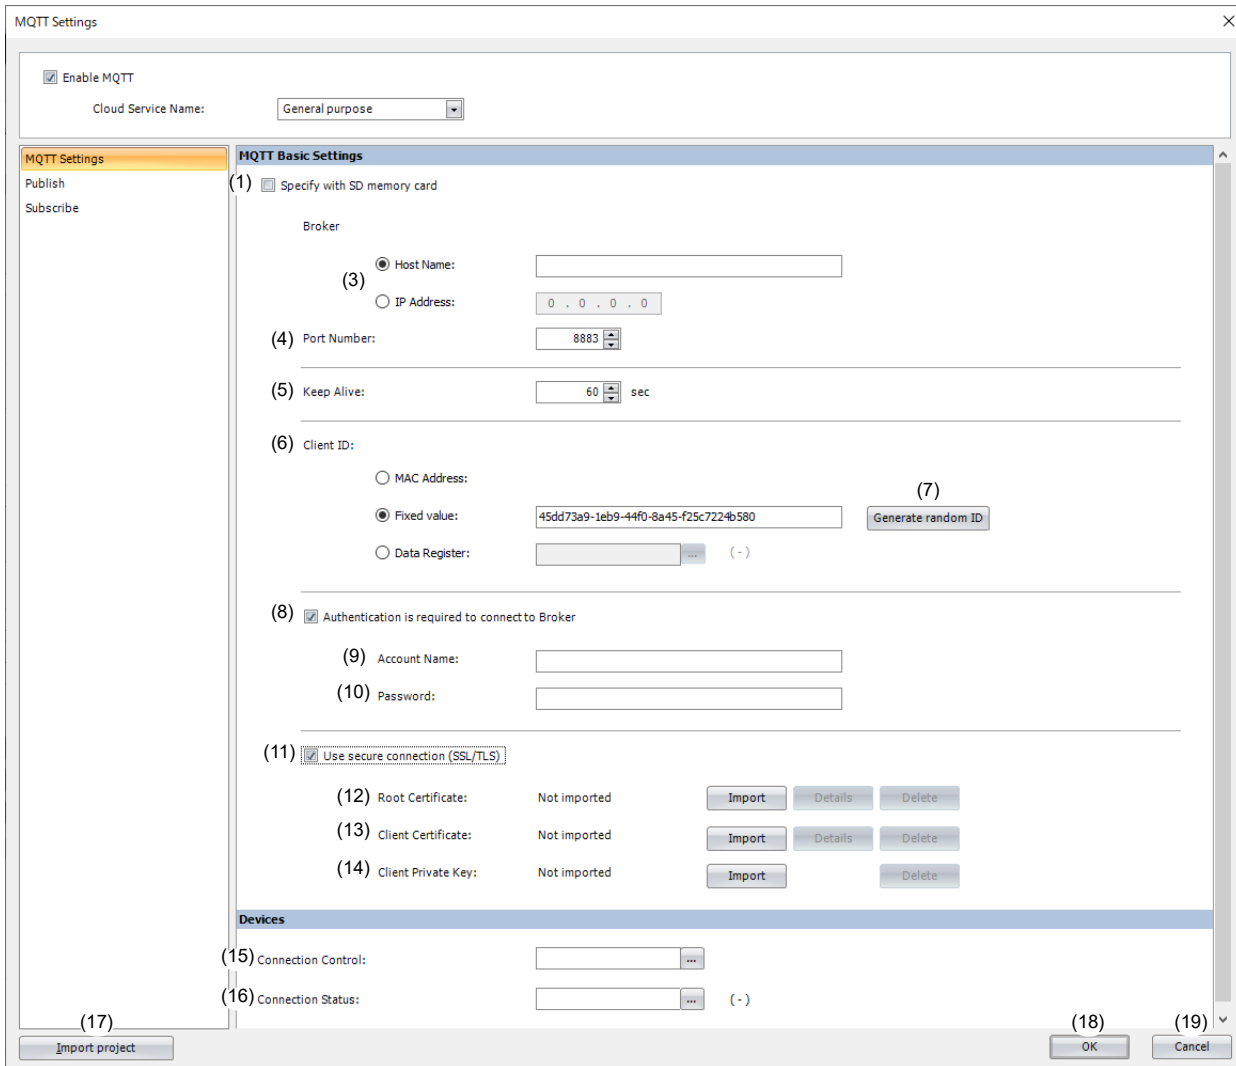 MQTT Settings
Enable MQTT
Cloud Service Name: General purpose
MQTT Settings
Publish
Subscribe
MQTT Basic Settings
(1) Specify with SD memory card
Broker
(3)
Host Name:
IP Address: 0 . 0 . 0 . 0
(4) Port Number: 8883
(5) Keep Alive: 60 sec
(6) Client ID:
MAC Address:
(7)
Fixed value: 45dd73a9-1eb9-44f0-8a45-f25c7224b580 Generate random ID
Data Register: ... (-)
(8) Authentication is required to connect to Broker
(9) Account Name:
(10) Password:
(11) Use secure connection (SSL/TLS)
(12) Root Certificate: Not imported Import Details Delete
(13) Client Certificate: Not imported Import Details Delete
(14) Client Private Key: Not imported Import Delete
Devices
(15) Connection Control: ...
(16) Connection Status: ... (-)
(17) (18) (19)
Import project OK Cancel